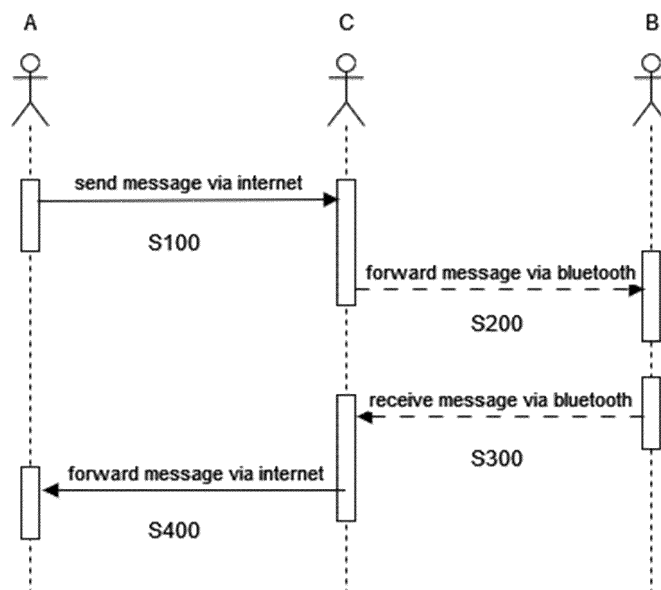 A
C
B
send message via internet
S100
forward message via bluetooth
S200
receive message via bluetooth
S300
forward message via internet
S400